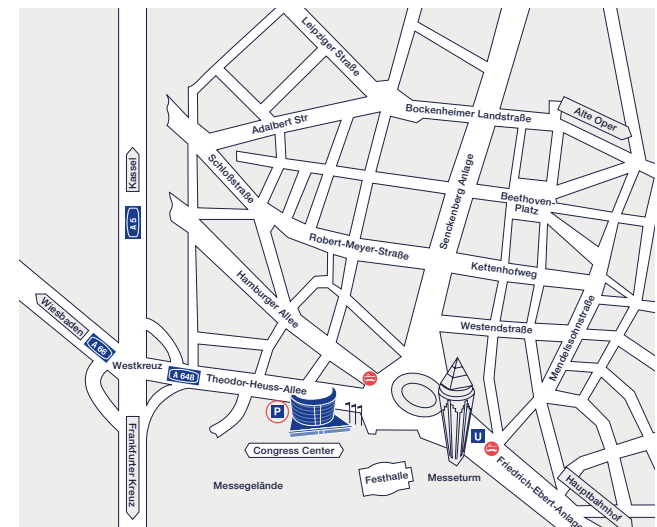 Leipziger Straße
Bockenheimer Landstraße
Alte Oper
Adalbert Str
Kassel
Schloßstraße
Senckenberg Anlage
Beethoven-
Platz
A 5
Robert-Meyer-Straße
Kettenhofweg
Hamburger Allee
Wiesbaden
Westendstraße
Mendelssohnstraße
A 66
Westkreuz
A 648
Theodor-Heuss-Allee
P
Frankfurter Kreuz
Congress Center
U
Messegelände
Festhalle
Messeturm
Friedrich-Ebert-Anlage
Hauptbahnhof